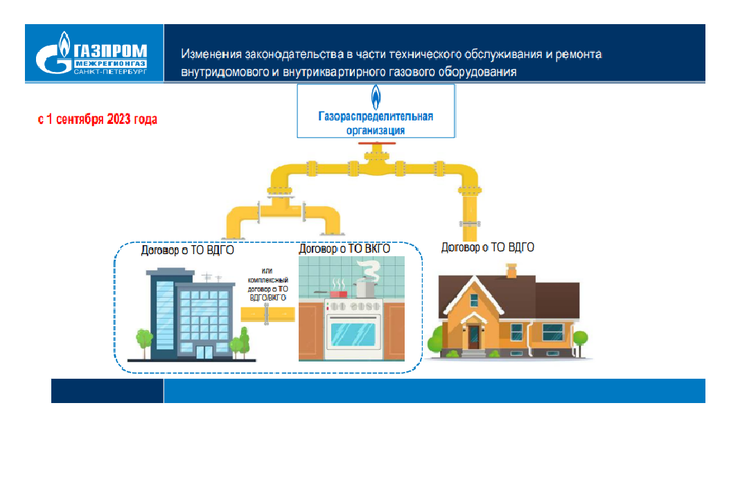 ГАЗПРОМ
МЕЖРЕГИОНГАЗ
САНКТ-ПЕТЕРБУРГ
Изменения законодательства в части технического обслуживания и ремонта
внутридомового и внутриквартирного газового оборудования
с 1 сентября 2023 года
Газораспределительная
организация
Договор о ТО ВДГО
Договор о ТО ВКГО
Договор о ТО ВДГО
или
комплексный
договор о ТО
ВДГО/ВКГО